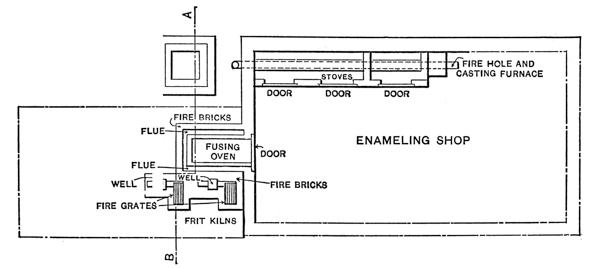 A
FIRE HOLE AND
CASTING FURNACE
STOVES
DOOR DOOR DOOR
FIRE BRICKS
FLUE
FUSING
OVEN
DOOR
ENAMELING SHOP
FLUE
WELL
WELL
FIRE BRICKS
FIRE GRATES
FRIT KILNS
B